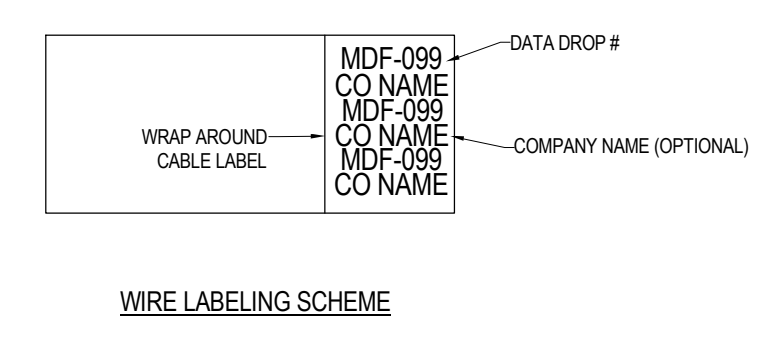 MDF-099
DATA DROP #
CO NAME
MDF-099
WRAP AROUND
CABLE LABEL
CO NAME
COMPANY NAME (OPTIONAL)
MDF-099
CO NAME
WIRE LABELING SCHEME